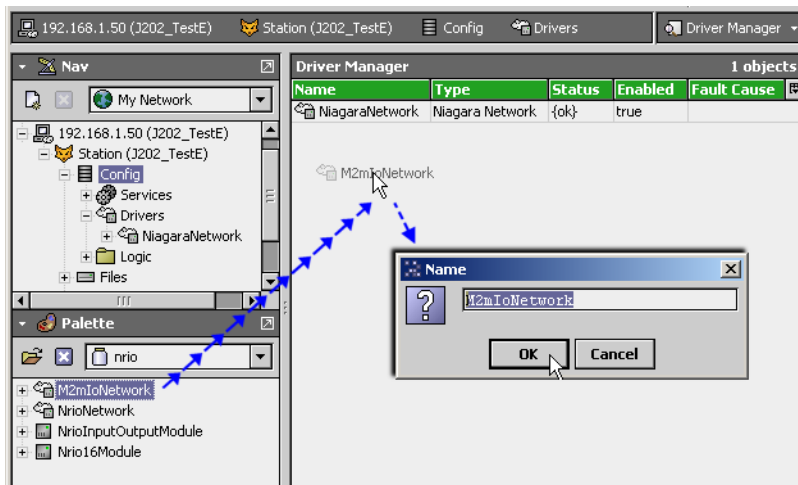 192.168.1.50 (J202_TestE) Station (J202_TestE) Config Drivers Driver Manager
Nav
My Network
192.168.1.50 (J202_TestE)
Station (J202_TestE)
Config
Services
Drivers
NiagaraNetwork
Logic
Files
Palette
nrio
M2mIoNetwork
NrioNetwork
NrioInputOutputModule
Nrio16Module
Driver Manager 1 objects
Name Type Status Enabled Fault Cause
NiagaraNetwork Niagara Network {ok} true
M2mIoNetwork
Name
M2mIoNetwork
OK Cancel